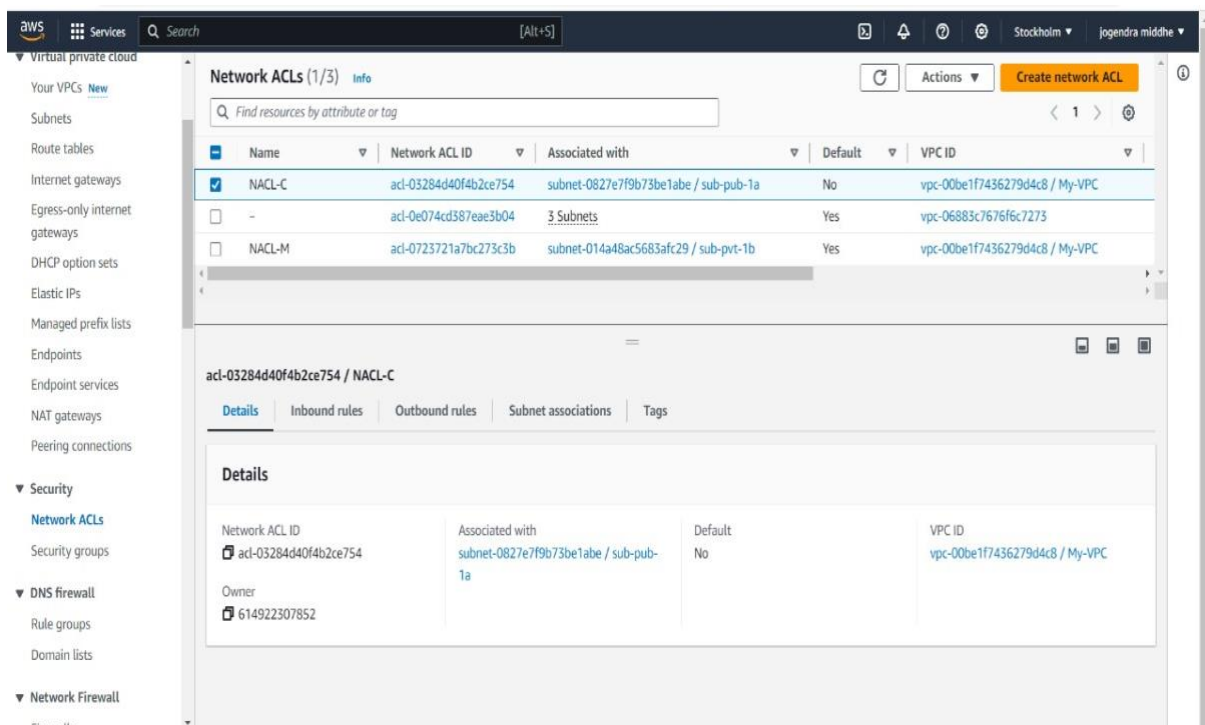 aws
Services
Search
[Alt+S]
Stockholm ▼
jogendra middhe ▼
▼ Virtual private cloud
Your VPCs New
Subnets
Route tables
Internet gateways
Egress-only internet
gateways
DHCP option sets
Elastic IPs
Managed prefix lists
Endpoints
Endpoint services
NAT gateways
Peering connections
▼ Security
Network ACLs
Security groups
▼ DNS firewall
Rule groups
Domain lists
▼ Network Firewall
Network ACLs (1/3) Info
Actions ▼
Create network ACL
Find resources by attribute or tag
< 1 >
Name Network ACL ID Associated with Default VPC ID
NACL-C acl-03284d40f4b2ce754 subnet-0827e7f9b73be1abe / sub-pub-1a No vpc-00be1f7436279d4c8 / My-VPC
– acl-0e074cd387eae3b04 3 Subnets Yes vpc-06883c7676f6c7273
NACL-M acl-0723721a7bc273c3b subnet-014a48ac5683afc29 / sub-pvt-1b Yes vpc-00be1f7436279d4c8 / My-VPC
acl-03284d40f4b2ce754 / NACL-C
Details Inbound rules Outbound rules Subnet associations Tags
Details
Network ACL ID
acl-03284d40f4b2ce754
Associated with
subnet-0827e7f9b73be1abe / sub-pub-
1a
Default
No
VPC ID
vpc-00be1f7436279d4c8 / My-VPC
Owner
614922307852